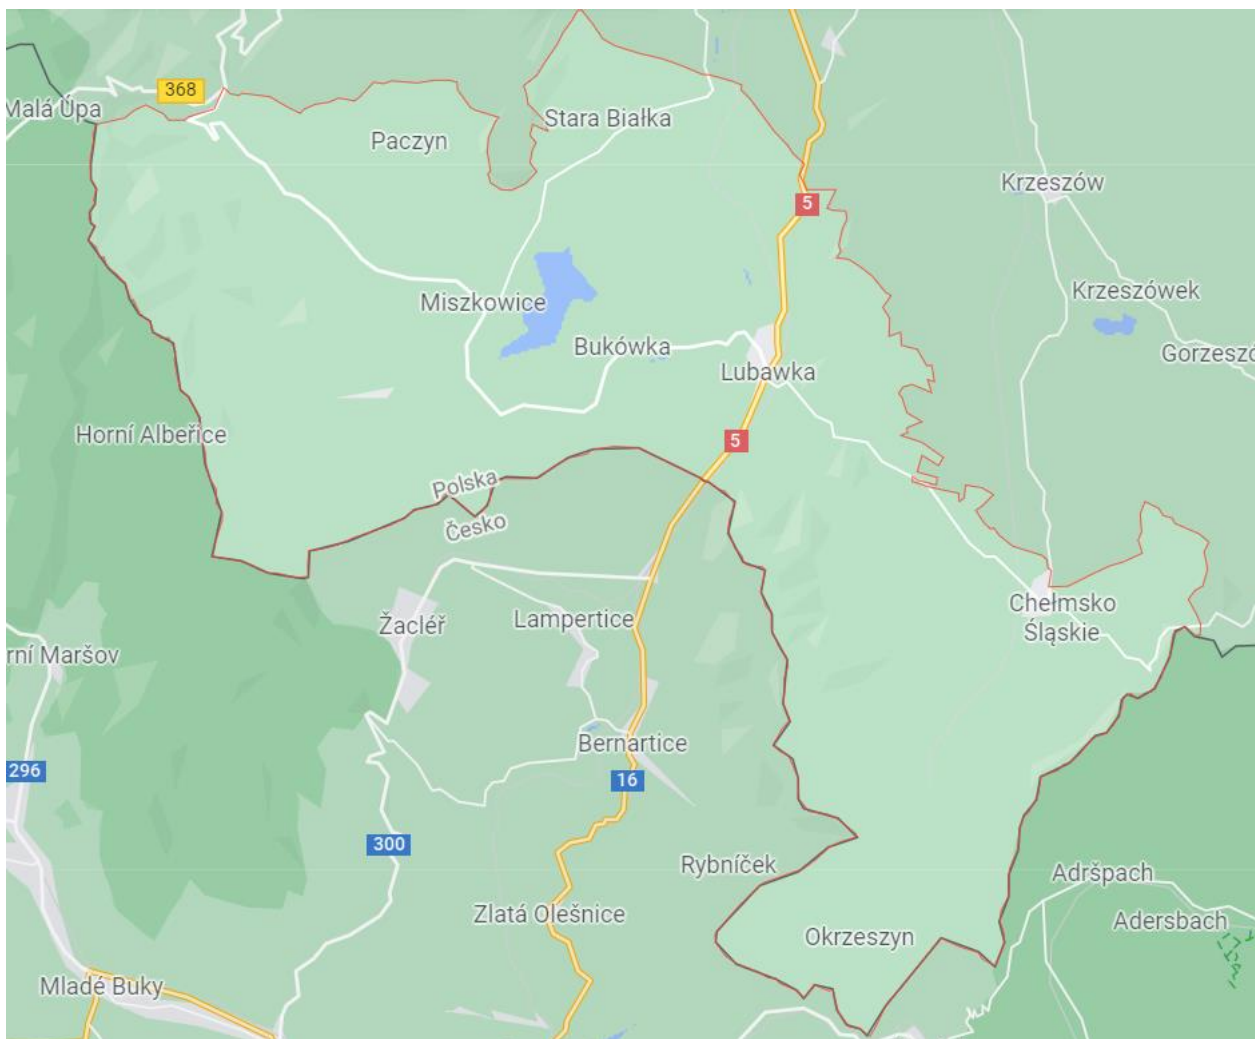 368
Malá Úpa
Stara Białka
Paczyn
Krzeszów
5
Krzeszówek
Miszkowice
Bukówka
Gorzeszó
Lubawka
Horní Albeřice
5
Polska
Česko
Chełmsko
Śląskie
Lampertice
Žacléř
rní Maršov
Bernartice
296
16
300
Rybníček
Adršpach
Zlatá Olešnice
Adersbach
Okrzeszyn
Mladé Buky